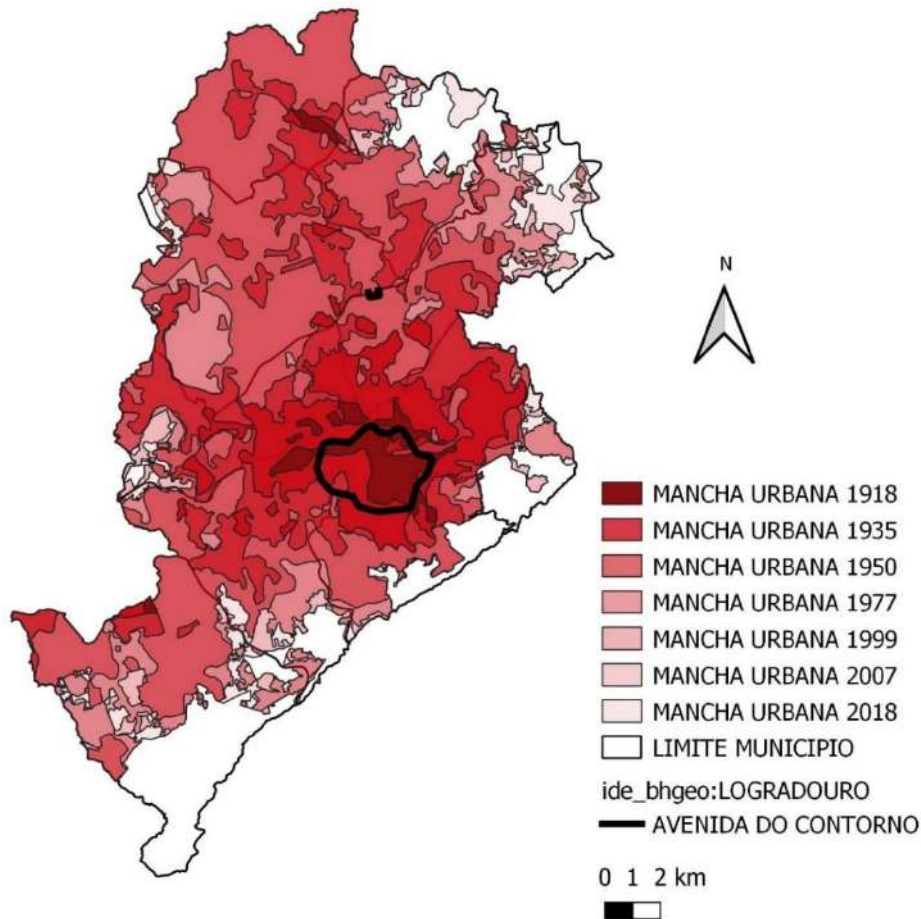 N
MANCHA URBANA 1918
MANCHA URBANA 1935
MANCHA URBANA 1950
MANCHA URBANA 1977
MANCHA URBANA 1999
MANCHA URBANA 2007
MANCHA URBANA 2018
LIMITE MUNICIPIO
ide_bhgeo:LOGRADOURO
AVENIDA DO CONTORNO
0 1 2 km